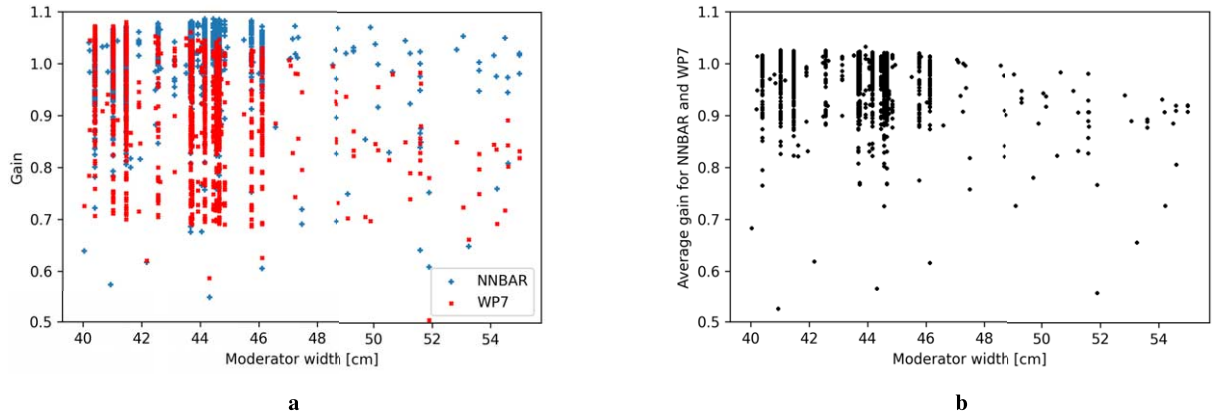 1.1
1.0
0.9
0.8
0.7
0.6
0.5
Gain
40 42 44 46 48 50 52 54
Moderator width [cm]
NNBAR
WP7
a
1.1
1.0
0.9
0.8
0.7
0.6
0.5
Average gain for NNBAR and WP7
40 42 44 46 48 50 52 54
Moderator width [cm]
b